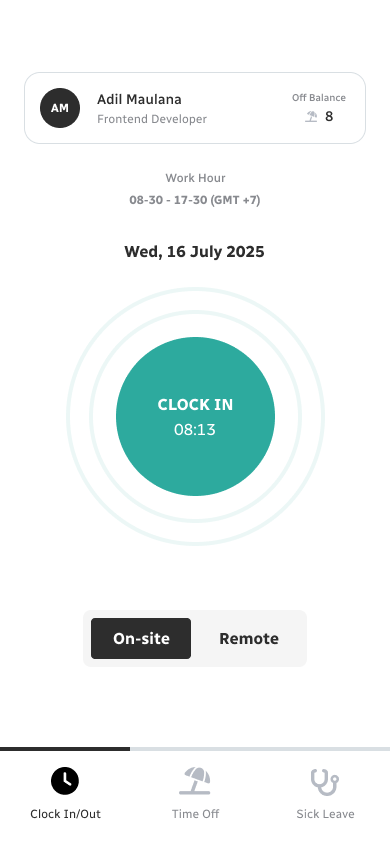 AM
Adil Maulana
Frontend Developer
Off Balance
8
Work Hour
08-30 - 17-30 (GMT +7)
Wed, 16 July 2025
CLOCK IN
08:13
On-site
Remote
Clock In/Out
Time Off
Sick Leave